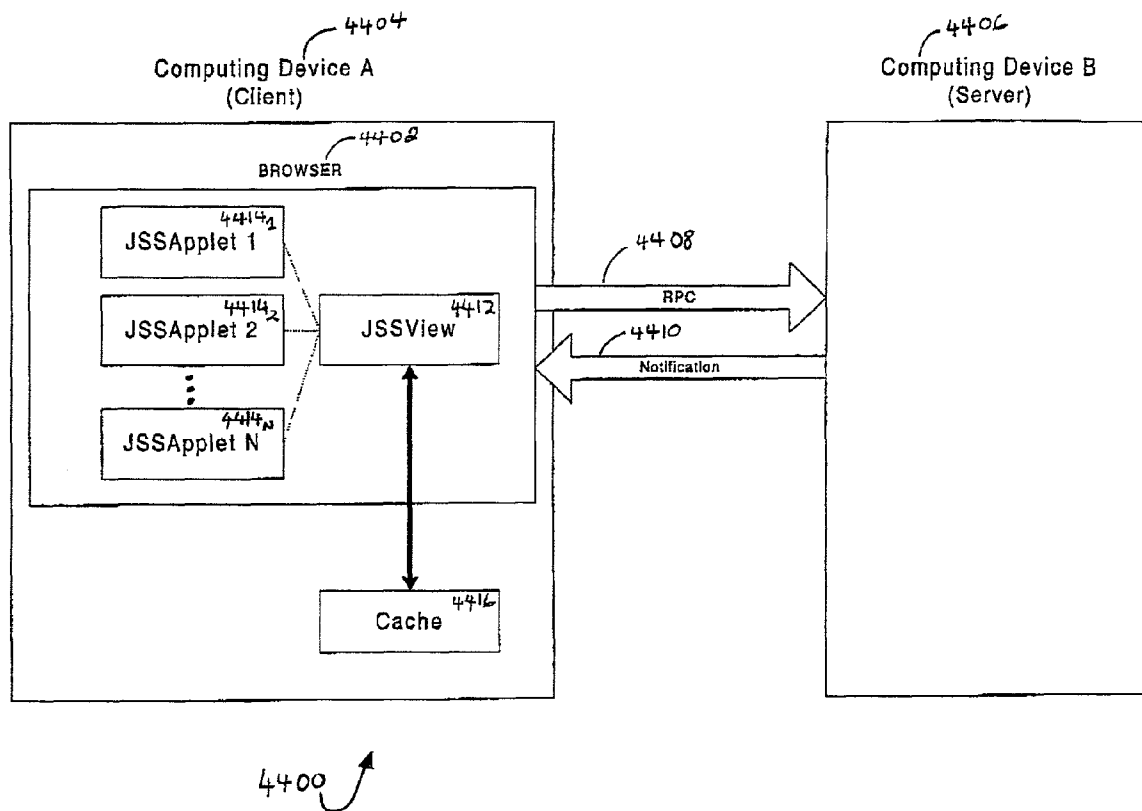 4404
Computing Device A
(Client)
4406
Computing Device B
(Server)
4402
BROWSER
4414₁
JSSApplet 1
4414₂
JSSApplet 2
4414ₙ
JSSApplet N
4412
JSSView
4408
RPC
4410
Notification
4416
Cache
4400